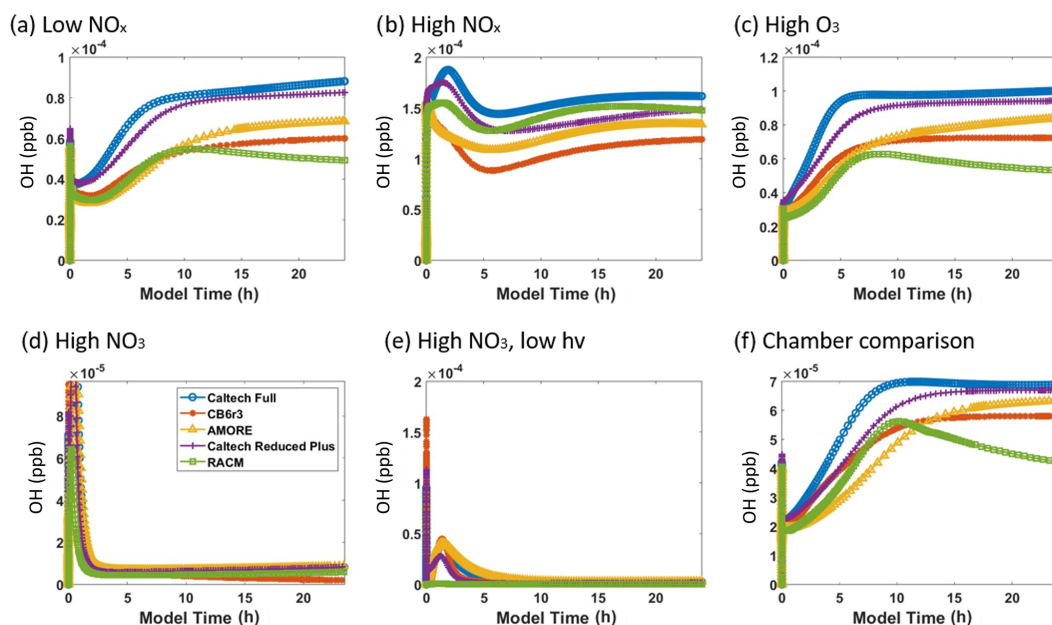 (a) Low NOₓ
(b) High NOₓ
(c) High O₃
×10⁻⁴
×10⁻⁴
×10⁻⁴
OH (ppb)
1
0.8
0.6
0.4
0.2
0
0 5 10 15 20
Model Time (h)
OH (ppb)
2
1.5
1
0.5
0
0 5 10 15 20
Model Time (h)
OH (ppb)
1.2
1
0.8
0.6
0.4
0.2
0
0 5 10 15 20
Model Time (h)
(d) High NO₃
(e) High NO₃, low hv
(f) Chamber comparison
×10⁻⁵
×10⁻⁴
×10⁻⁵
OH (ppb)
8
6
4
2
0
Caltech Full
CB6r3
AMORE
Caltech Reduced Plus
RACM
0 5 10 15 20
Model Time (h)
OH (ppb)
2
1.5
1
0.5
0
0 5 10 15 20
Model Time (h)
OH (ppb)
7
6
5
4
3
2
1
0
0 5 10 15 20
Model Time (h)